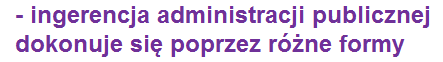 - ingerencja administracji publicznej
dokonuje się poprzez różne formy